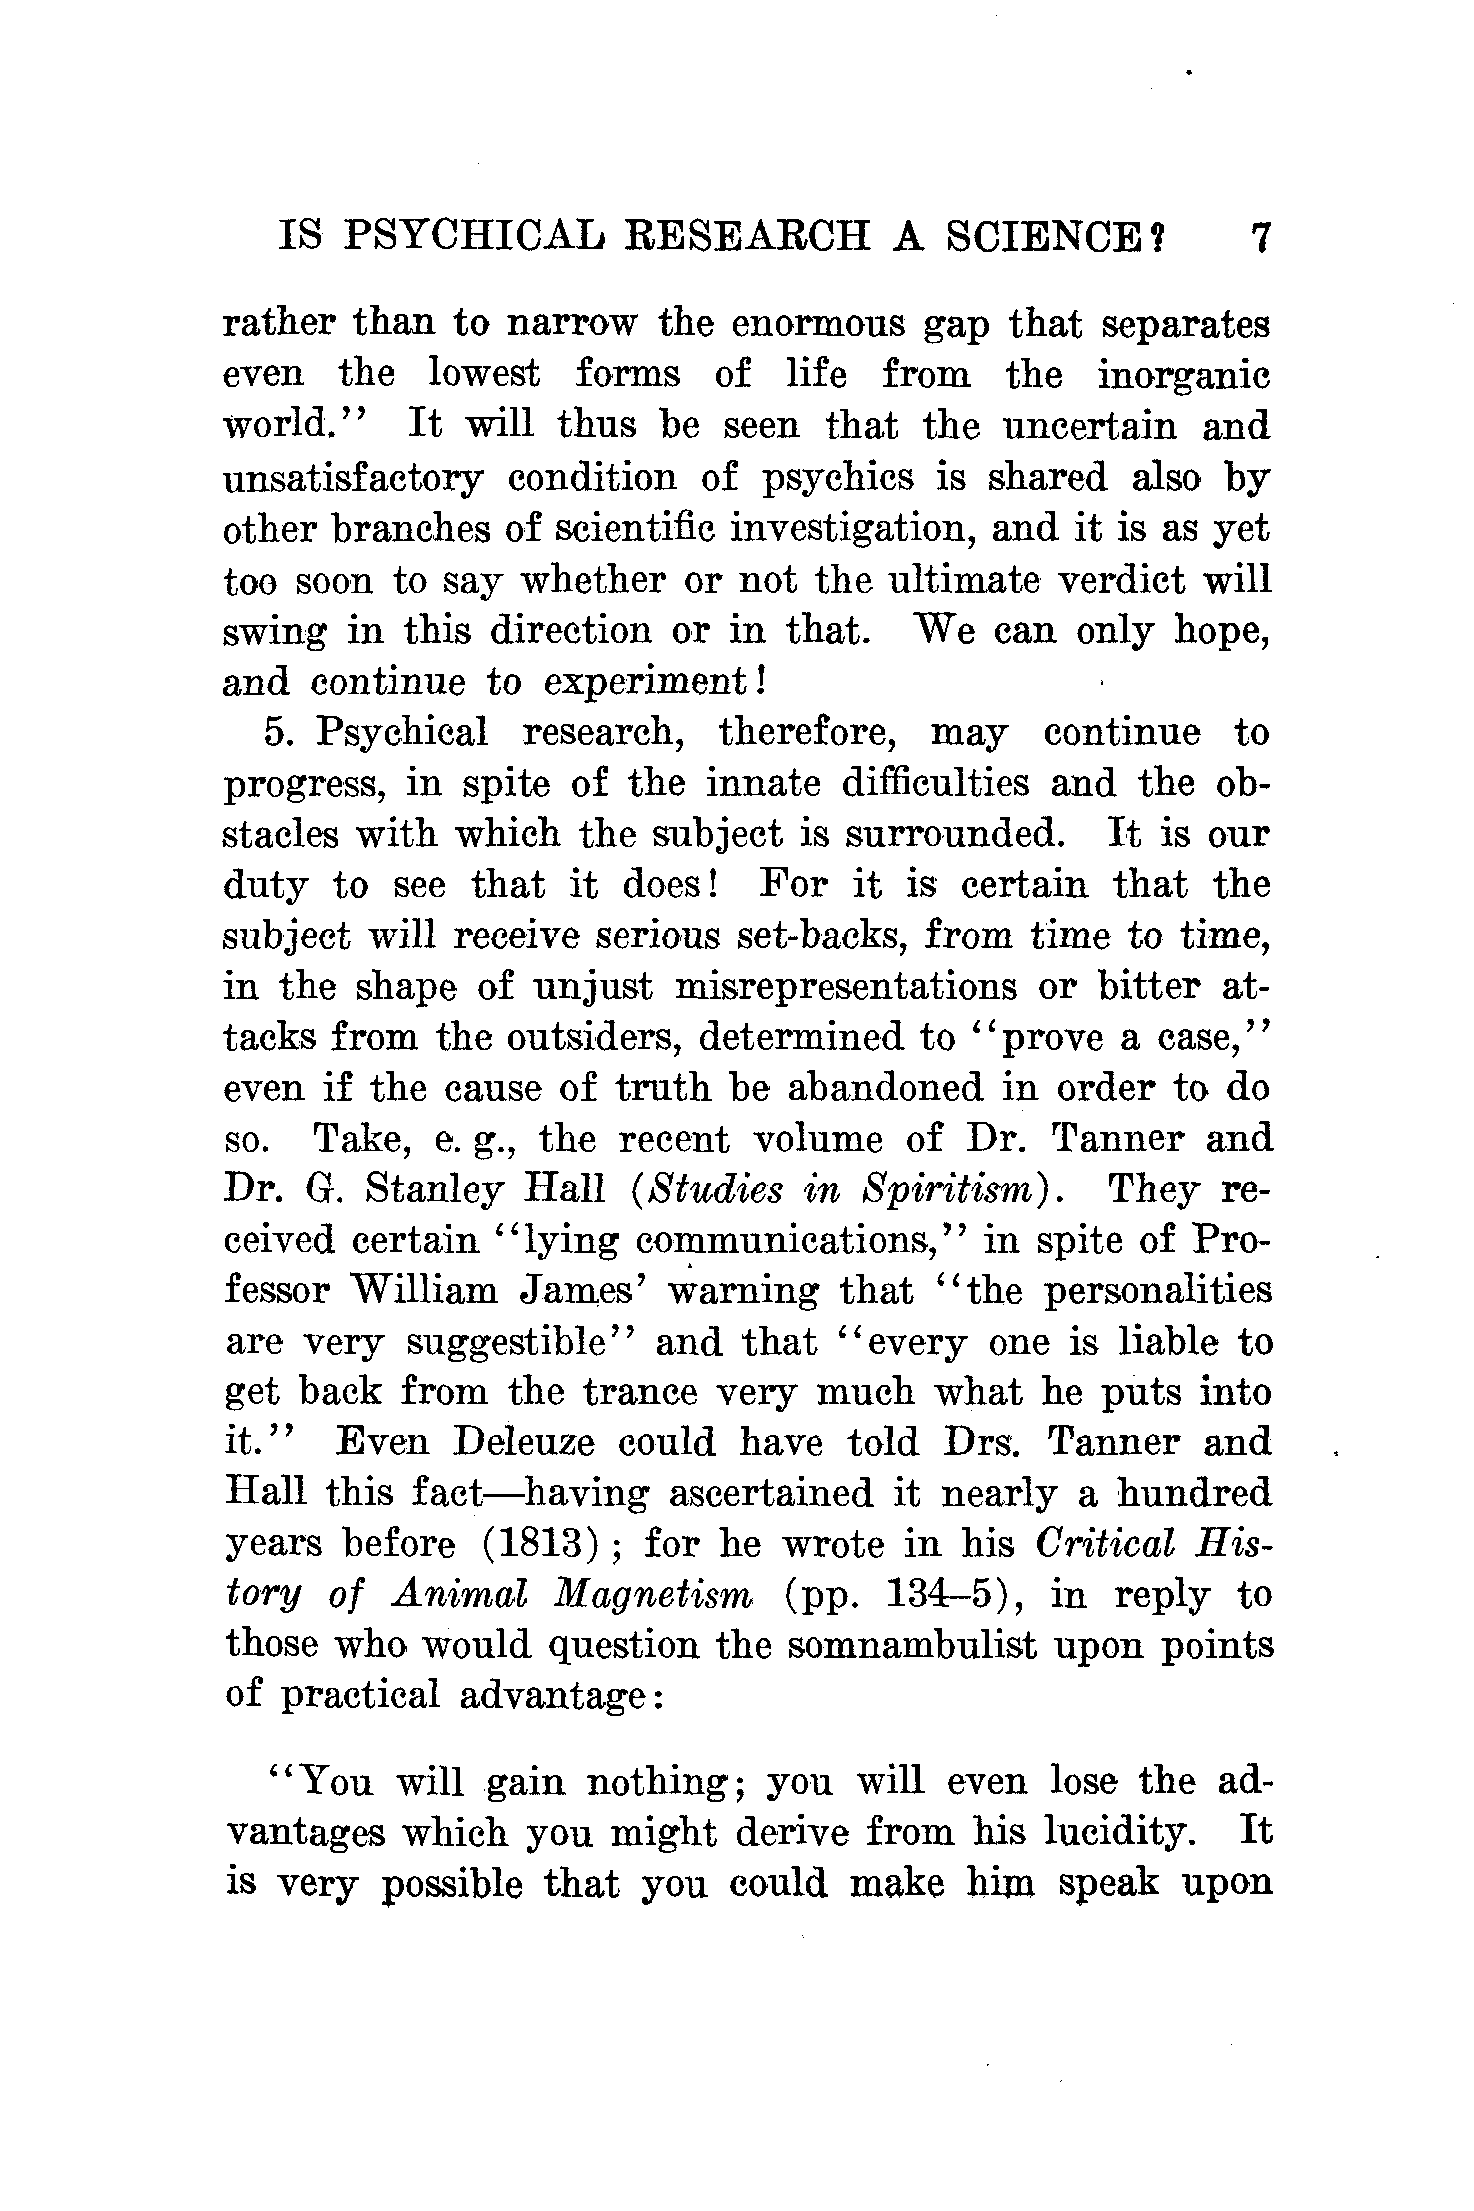 IS PSYCHICAL RESEARCH A SCIENCE? 7
rather than to narrow the enormous gap that separates
even the lowest forms of life from the inorganic
world.'' It will thus be seen that the uncertain and
unsatisfactory condition of psychics is shared also by
other branches of scientific investigation, and it is as yet
too soon to say whether or not the ultimate verdict will
swing in this direction or in that. We can only hope,
and continue to experiment!
5. Psychical research, therefore, may continue to
progress, in spite of the innate difficulties and the ob-
stacles with which the subject is surrounded. It is our
duty to see that it does! For it is certain that the
subject will receive serious set-backs, from time to time,
in the shape of unjust misrepresentations or bitter at-
tacks from the outsiders, determined to ''prove a case,''
even if the cause of truth be abandoned in order to do
so. Take, e. g., the recent volume of Dr. Tanner and
Dr. G. Stanley Hall (Studies in Spiritism). They re-
ceived certain ''lying communications,'' in spite of Pro-
fessor William James' warning that ''the personalities
are very suggestible'' and that ''every one is liable to
get back from the trance very much what he puts into
it.'' Even Deleuze could have told Drs. Tanner and
Hall this fact—having ascertained it nearly a hundred
years before (1813); for he wrote in his Critical His-
tory of Animal Magnetism (pp. 134–5), in reply to
those who would question the somnambulist upon points
of practical advantage:
''You will gain nothing; you will even lose the ad-
vantages which you might derive from his lucidity. It
is very possible that you could make him speak upon